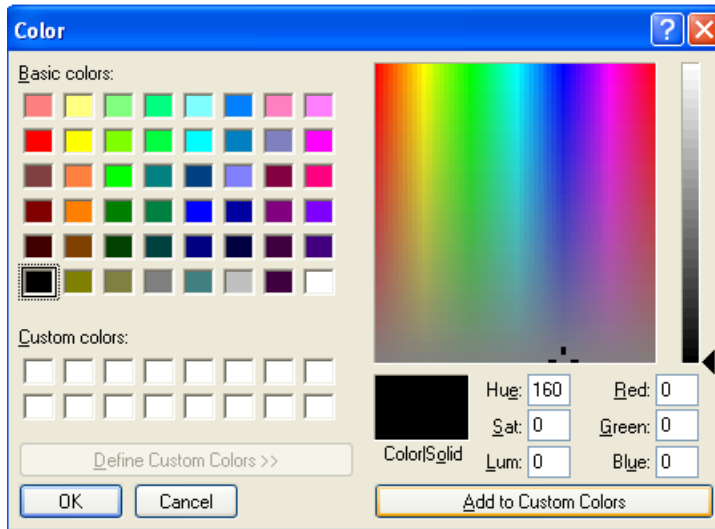 Color
Basic colors:
Custom colors:
Define Custom Colors >>
OK Cancel
Color|Solid
Hue: 160 Red: 0
Sat: 0 Green: 0
Lum: 0 Blue: 0
Add to Custom Colors